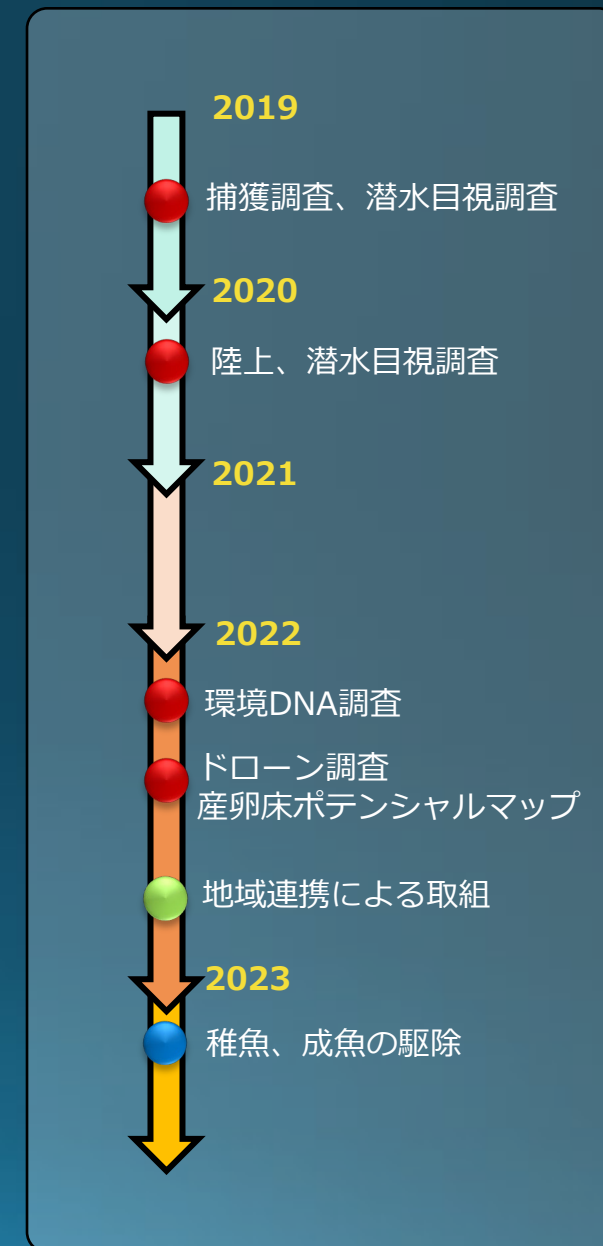 2019
捕獲調査、潜水目視調査
2020
陸上、潜水目視調査
2021
2022
環境DNA調査
ドローン調査
産卵床ポテンシャルマップ
地域連携による取組
2023
稚魚、成魚の駆除